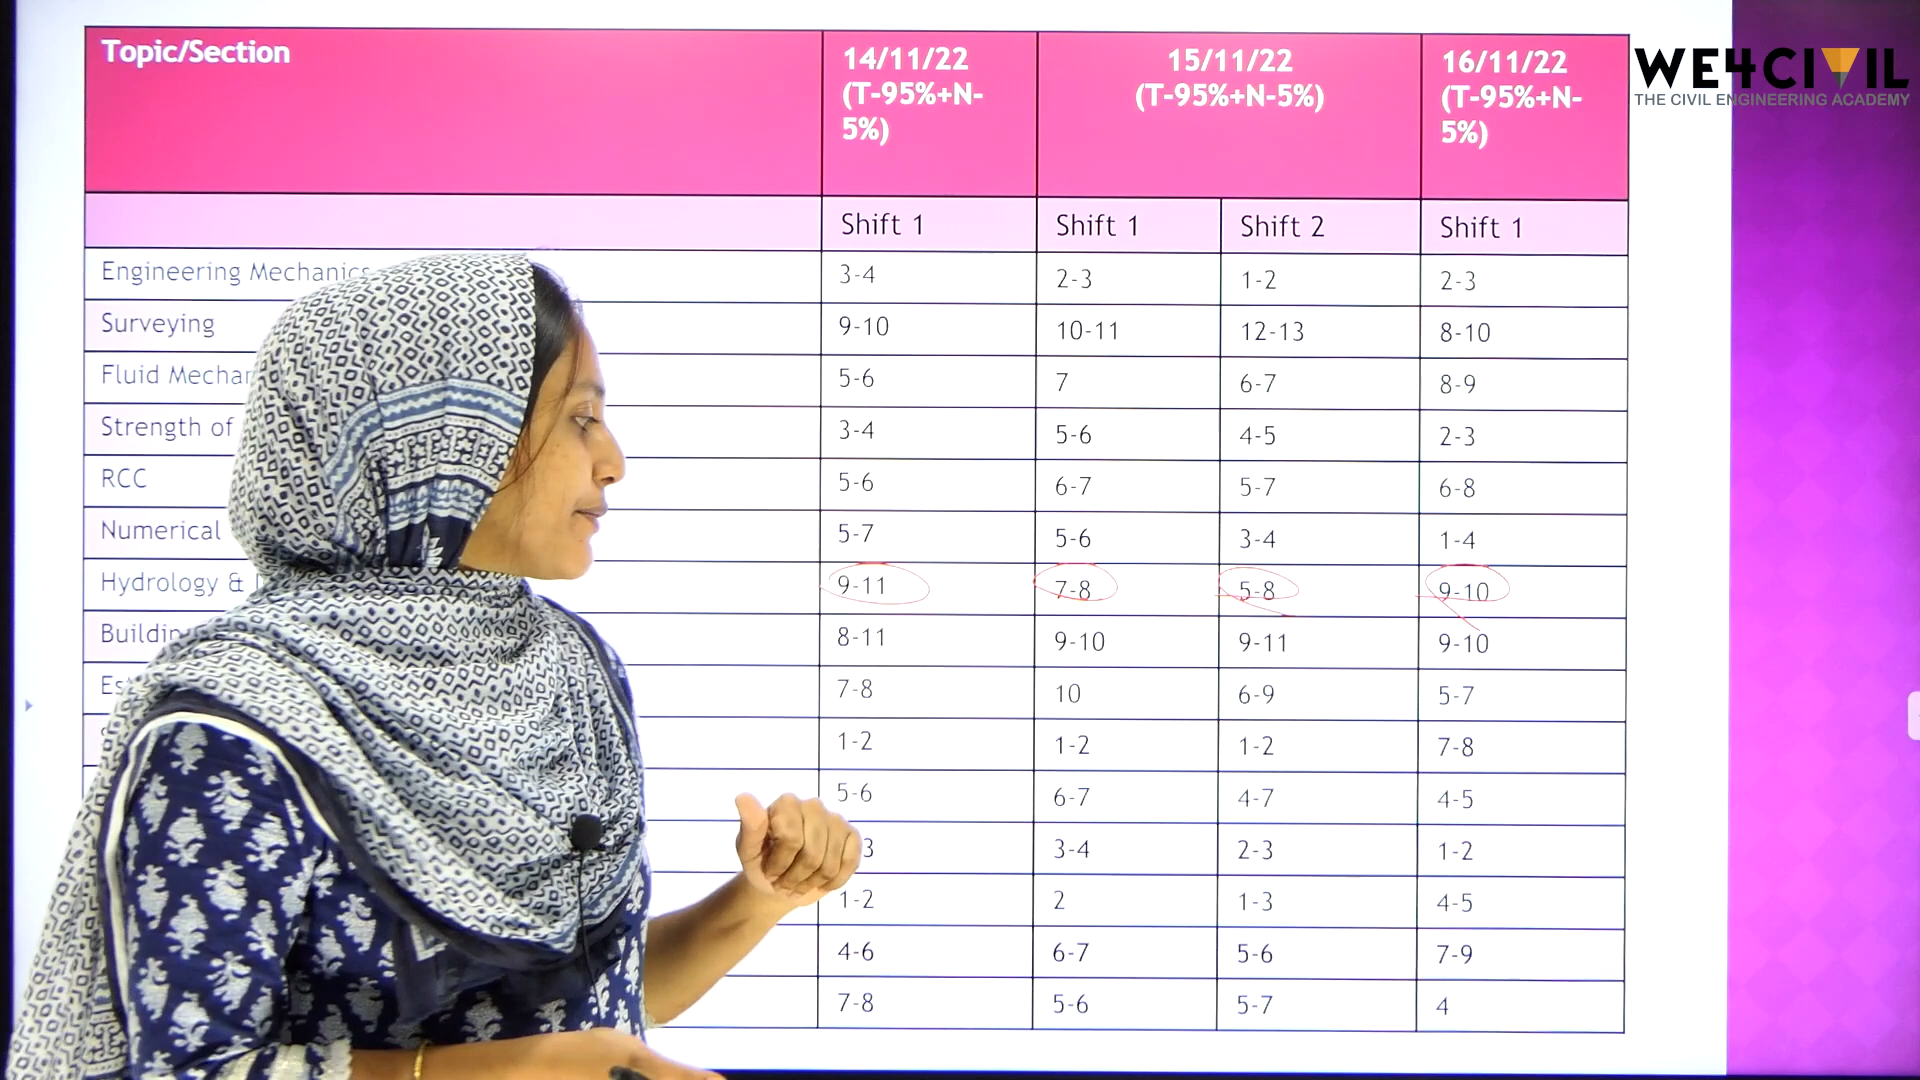 Topic/Section
14/11/22
(T-95%+N-
5%)
15/11/22
(T-95%+N-5%)
16/11/22
(T-95%+N-
5%)
WE4CIVIL
THE CIVIL ENGINEERING ACADEMY
Shift 1 Shift 1 Shift 2 Shift 1
Engineering Mechanics 3-4 2-3 1-2 2-3
Surveying 9-10 10-11 12-13 8-10
Fluid 5-6 7 6-7 8-9
Strength of 3-4 5-6 4-5 2-3
RCC 5-6 6-7 5-7 6-8
Numerical 5-7 5-6 3-4 1-4
Hydrology & 9-11 7-8 5-8 9-10
8-11 9-10 9-11 9-10
7-8 10 6-9 5-7
1-2 1-2 1-2 7-8
5-6 6-7 4-7 4-5
3 3-4 2-3 1-2
1-2 2 1-3 4-5
4-6 6-7 5-6 7-9
7-8 5-6 5-7 4